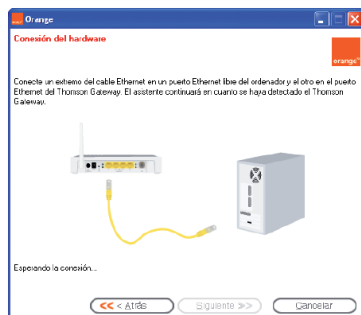 Orange
Conexión del hardware
orange™
Conecte un extremo del cable Ethernet en un puerto Ethernet libre del ordenador y el otro en el puerto
Ethernet del Thomson Gateway. El asistente continuará en cuanto se haya detectado el Thomson
Gateway.
Esperando la conexión...
<< < Atrás
Siguiente >>
Cancelar